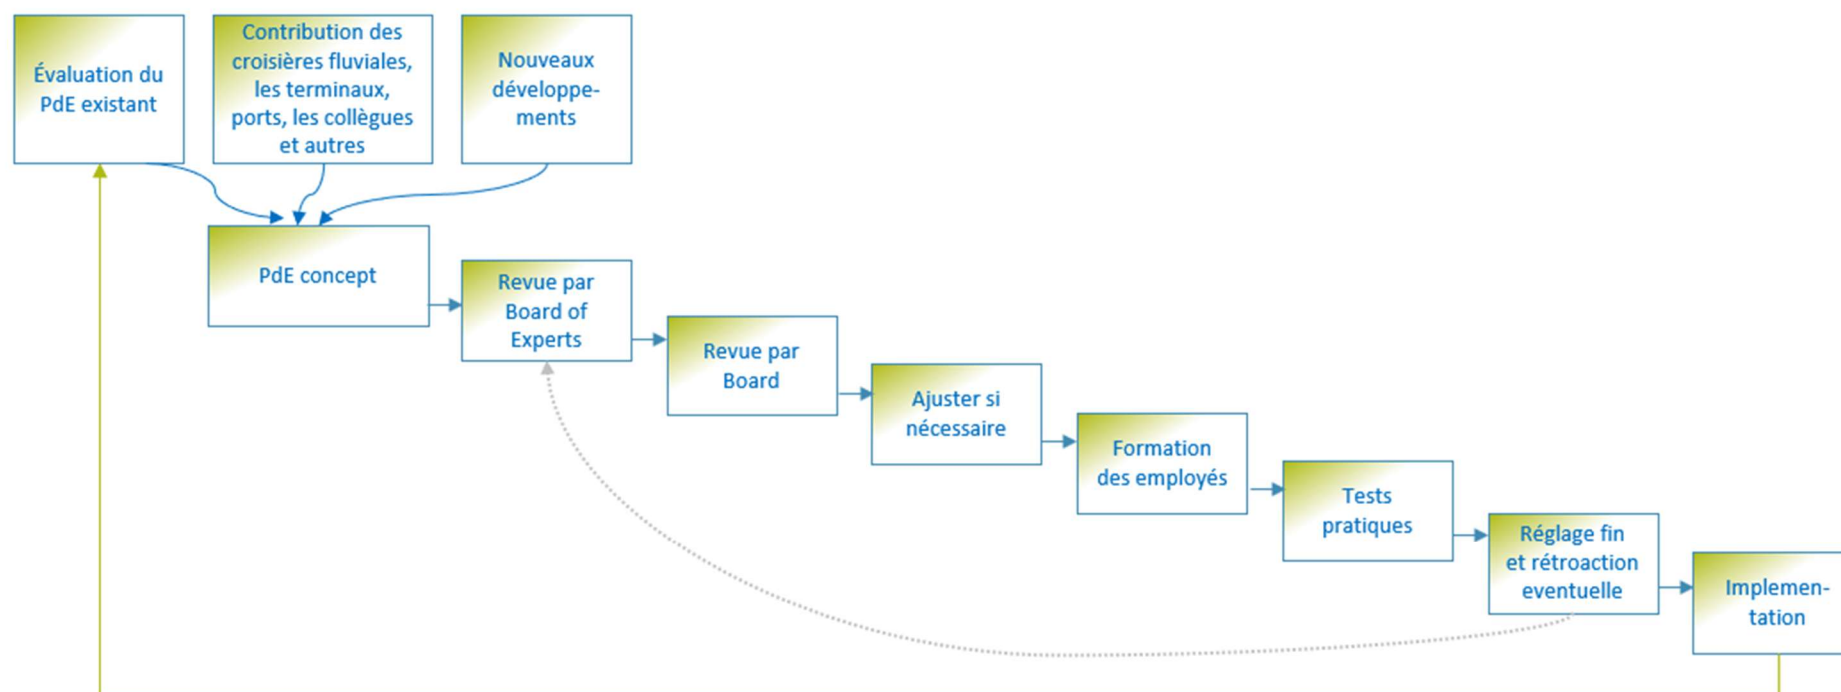 Évaluation du
PdE existant
Contribution des
croisières fluviales,
les terminaux,
ports, les collègues
et autres
Nouveaux
développe-
ments
PdE concept
Revue par
Board of
Experts
Revue par
Board
Ajuster si
nécessaire
Formation
des employés
Tests
pratiques
Réglage fin
et rétroaction
eventuelle
Implemen-
tation